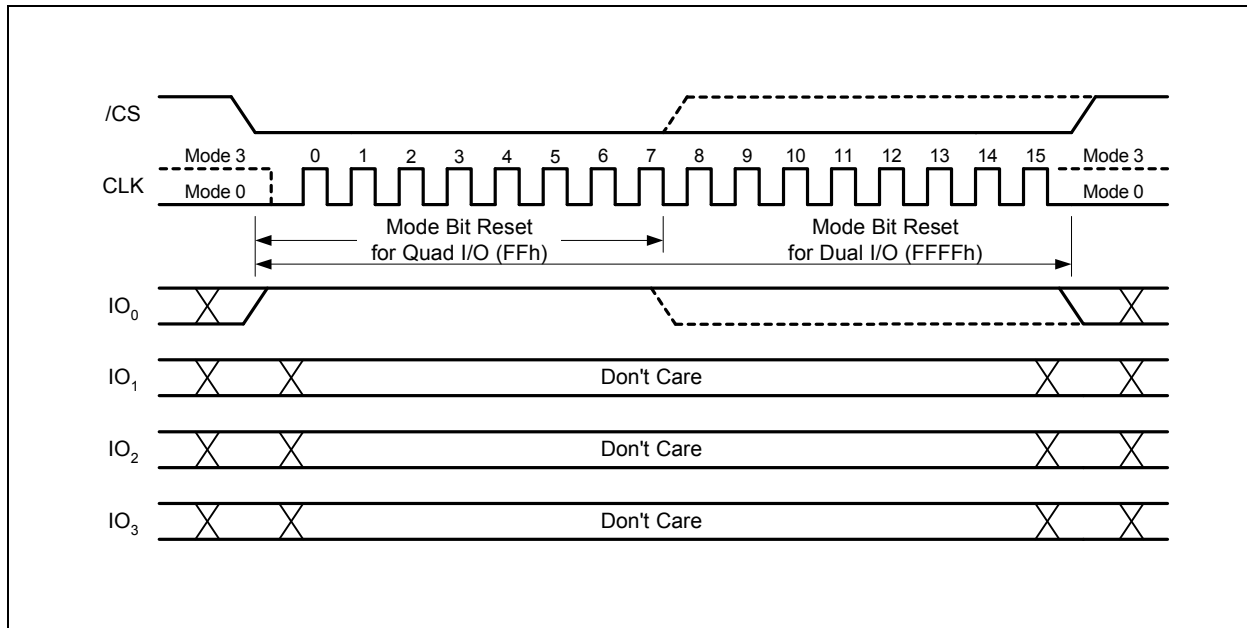 /CS
Mode 3 0 1 2 3 4 5 6 7 8 9 10 11 12 13 14 15 Mode 3
CLK
Mode 0 Mode 0
Mode Bit Reset Mode Bit Reset
for Quad I/O (FFh) for Dual I/O (FFFFh)
IO0
IO1 Don't Care
IO2 Don't Care
IO3 Don't Care